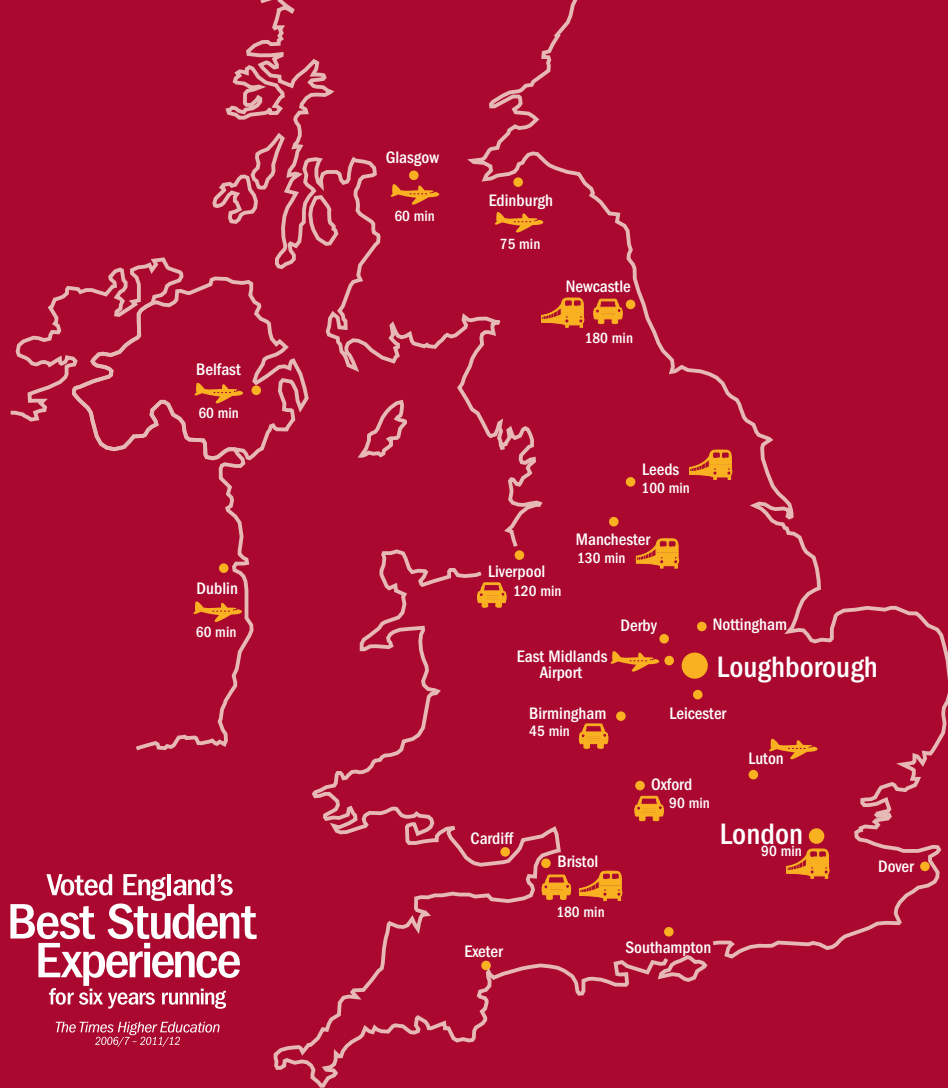 Glasgow
60 min
Edinburgh
75 min
Newcastle
180 min
Belfast
60 min
Leeds
100 min
Manchester
130 min
Liverpool
120 min
Dublin
60 min
Derby
Nottingham
East Midlands
Airport
Loughborough
Leicester
Birmingham
45 min
Luton
Oxford
90 min
London
90 min
Cardiff
Bristol
180 min
Dover
Southampton
Exeter
Voted England's
Best Student
Experience
for six years running
The Times Higher Education
2006/7 - 2011/12